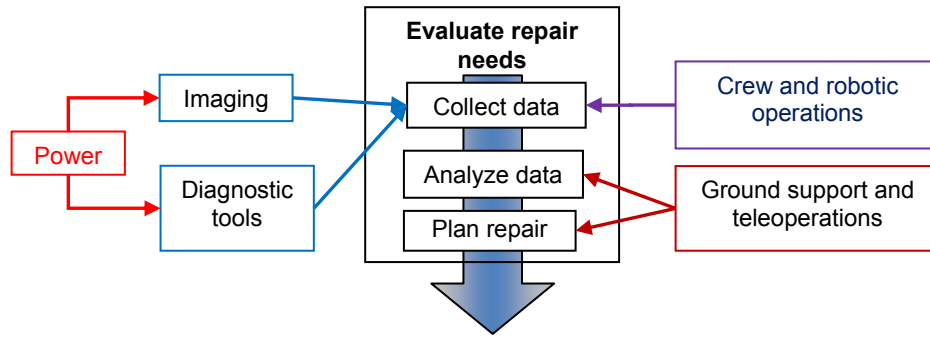 Evaluate repair
needs
Imaging
Collect data
Crew and robotic
operations
Power
Diagnostic
tools
Analyze data
Plan repair
Ground support and
teleoperations